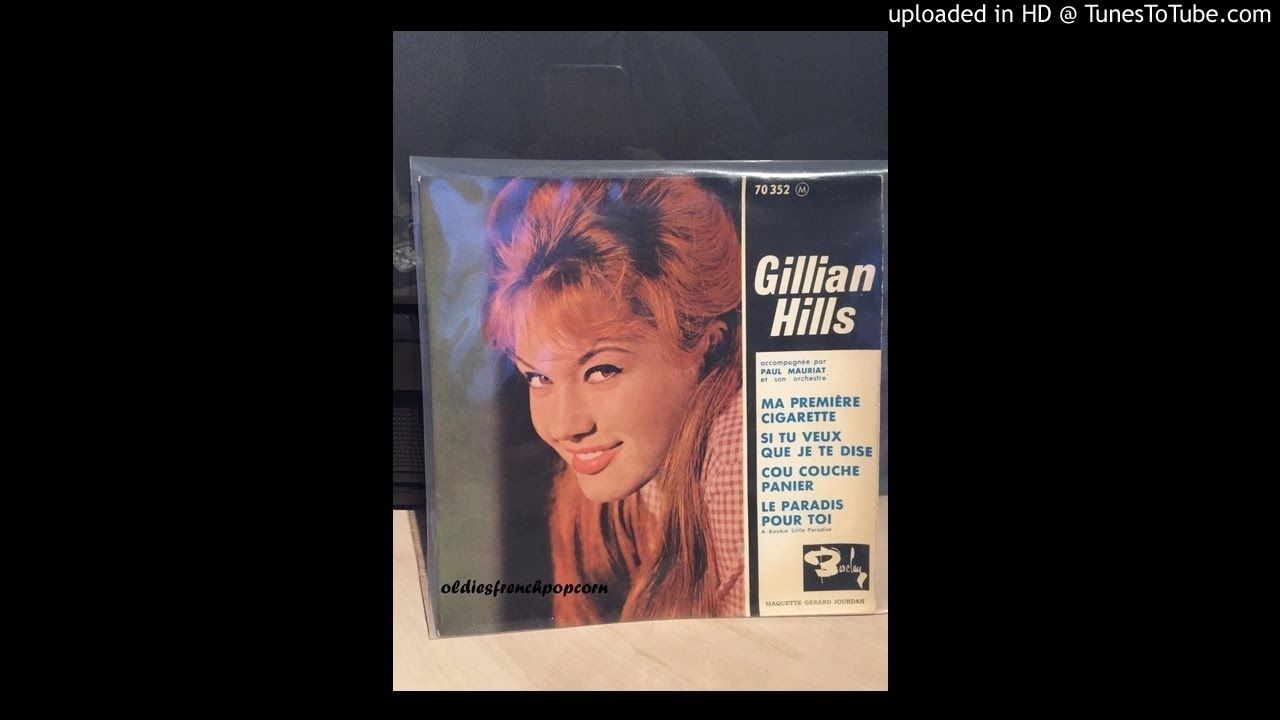 uploaded in HD @ TunesToTube.com
70 352 M
Gillian
Hills
accompagnée par
PAUL MAURIAT
et son orchestre
MA PREMIÈRE
CIGARETTE
SI TU VEUX
QUE JE TE DISE
COU COUCHE
PANIER
LE PARADIS
POUR TOI
A Kookie Little Paradise
Barclay
MAQUETTE GERARD JOURDAN
oldiesfrenchpopcorn